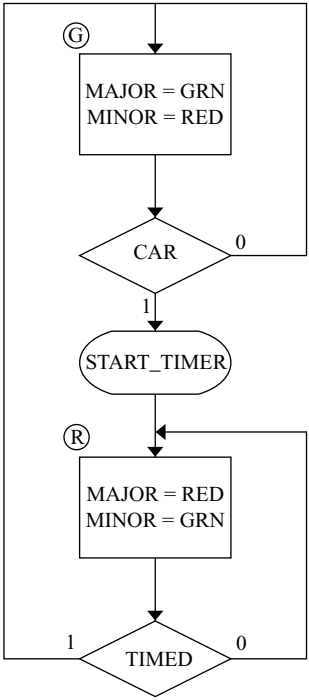 G
MAJOR = GRN
MINOR = RED
CAR
0
1
START_TIMER
R
MAJOR = RED
MINOR = GRN
1
TIMED
0